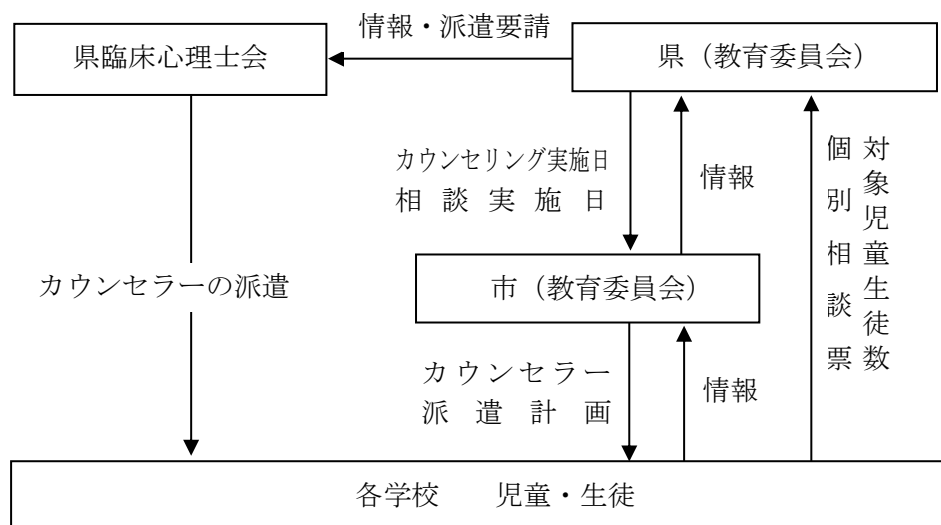 情報・派遣要請
県臨床心理士会
県（教育委員会）
カウンセリング実施日
相談実施日
情報
対象児童生徒数
個別相談票
カウンセラーの派遣
市（教育委員会）
カウンセラー
派遣計画
情報
各学校　児童・生徒